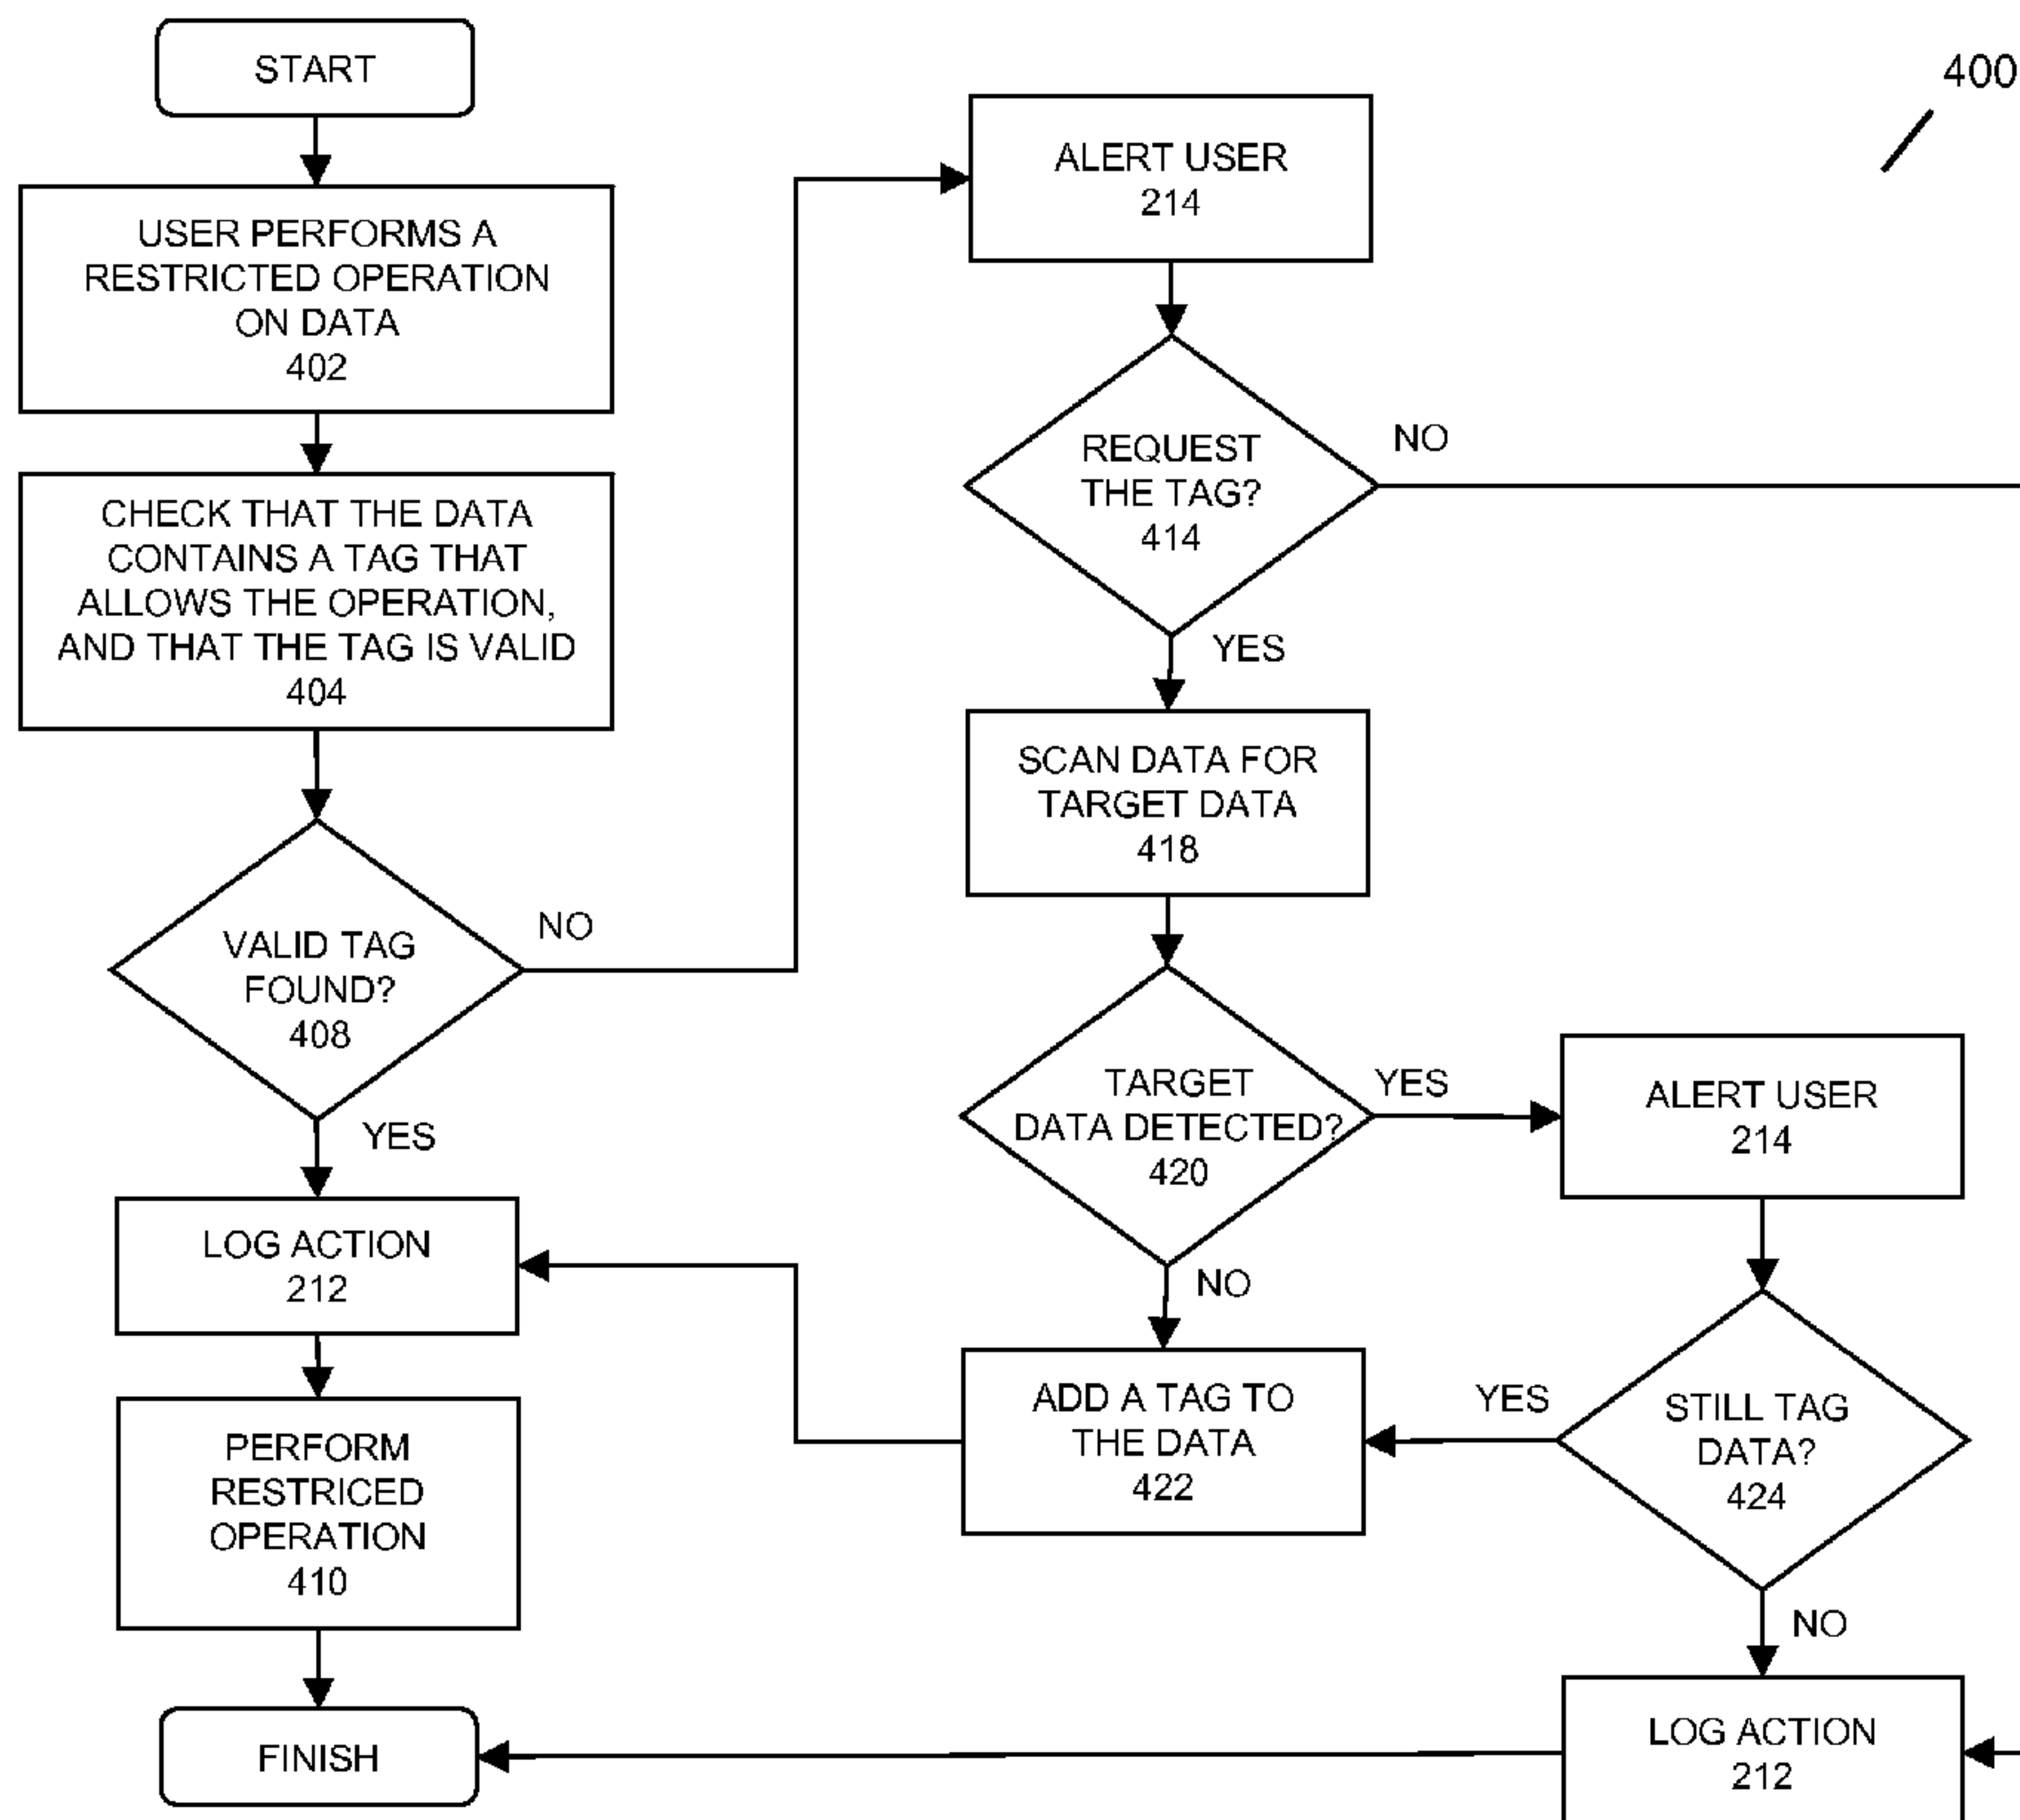 START
USER PERFORMS A
RESTRICTED OPERATION
ON DATA
402
CHECK THAT THE DATA
CONTAINS A TAG THAT
ALLOWS THE OPERATION,
AND THAT THE TAG IS VALID
404
VALID TAG
FOUND?
408
NO
YES
LOG ACTION
212
PERFORM
RESTRICED
OPERATION
410
FINISH
ALERT USER
214
REQUEST
THE TAG?
414
NO
YES
SCAN DATA FOR
TARGET DATA
418
TARGET
DATA DETECTED?
420
YES
NO
ADD A TAG TO
THE DATA
422
ALERT USER
214
STILL TAG
DATA?
424
YES
NO
LOG ACTION
212
400